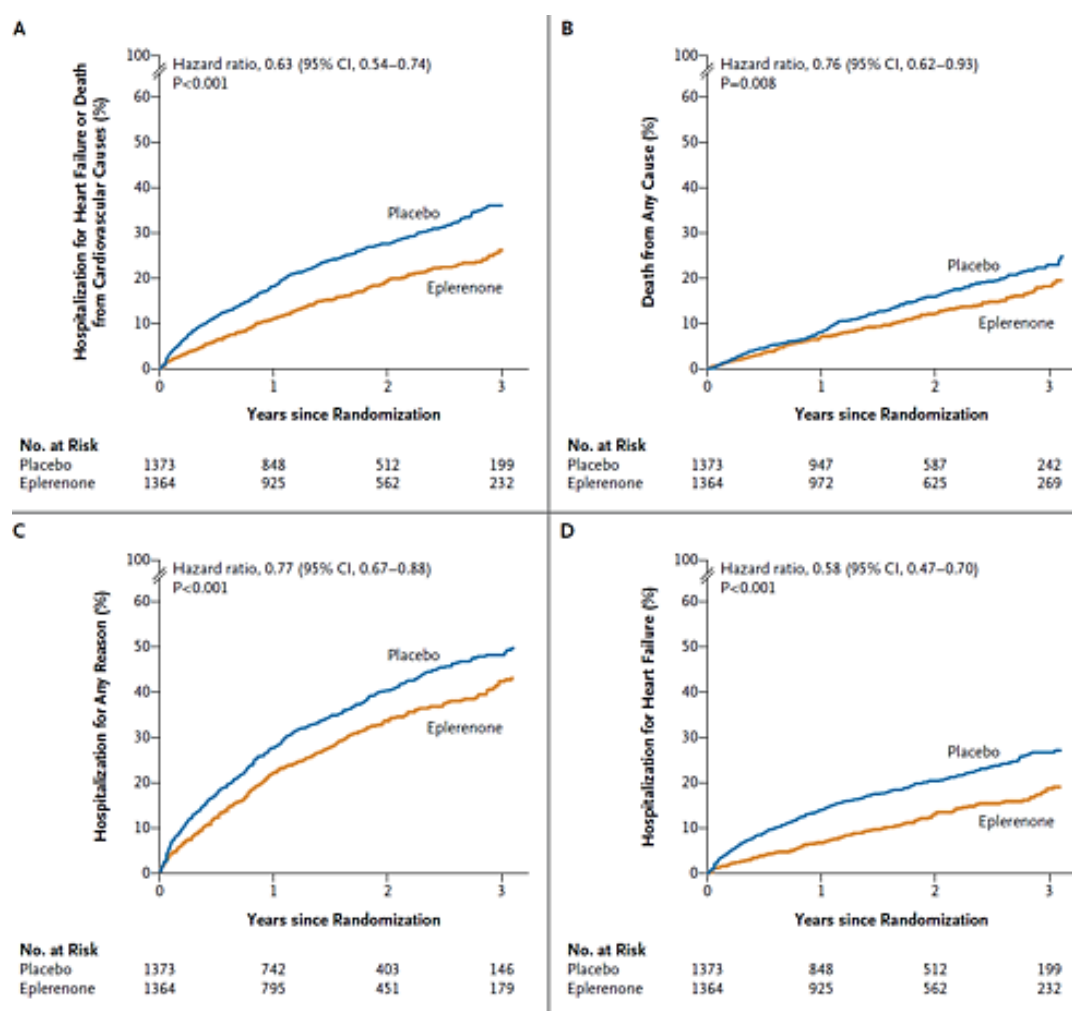 A
Hospitalization for Heart Failure or Death
from Cardiovascular Causes (%)
Hazard ratio, 0.63 (95% CI, 0.54–0.74)
P<0.001
100
60
50
40
30
20
10
0
Placebo
Eplerenone
0 1 2 3
Years since Randomization
No. at Risk
Placebo 1373 848 512 199
Eplerenone 1364 925 562 232
B
Death from Any Cause (%)
Hazard ratio, 0.76 (95% CI, 0.62–0.93)
P=0.008
100
60
50
40
30
20
10
0
Placebo
Eplerenone
0 1 2 3
Years since Randomization
No. at Risk
Placebo 1373 947 587 242
Eplerenone 1364 972 625 269
C
Hospitalization for Any Reason (%)
Hazard ratio, 0.77 (95% CI, 0.67–0.88)
P<0.001
100
60
50
40
30
20
10
0
Placebo
Eplerenone
0 1 2 3
Years since Randomization
No. at Risk
Placebo 1373 742 403 146
Eplerenone 1364 795 451 179
D
Hospitalization for Heart Failure (%)
Hazard ratio, 0.58 (95% CI, 0.47–0.70)
P<0.001
100
60
50
40
30
20
10
0
Placebo
Eplerenone
0 1 2 3
Years since Randomization
No. at Risk
Placebo 1373 848 512 199
Eplerenone 1364 925 562 232